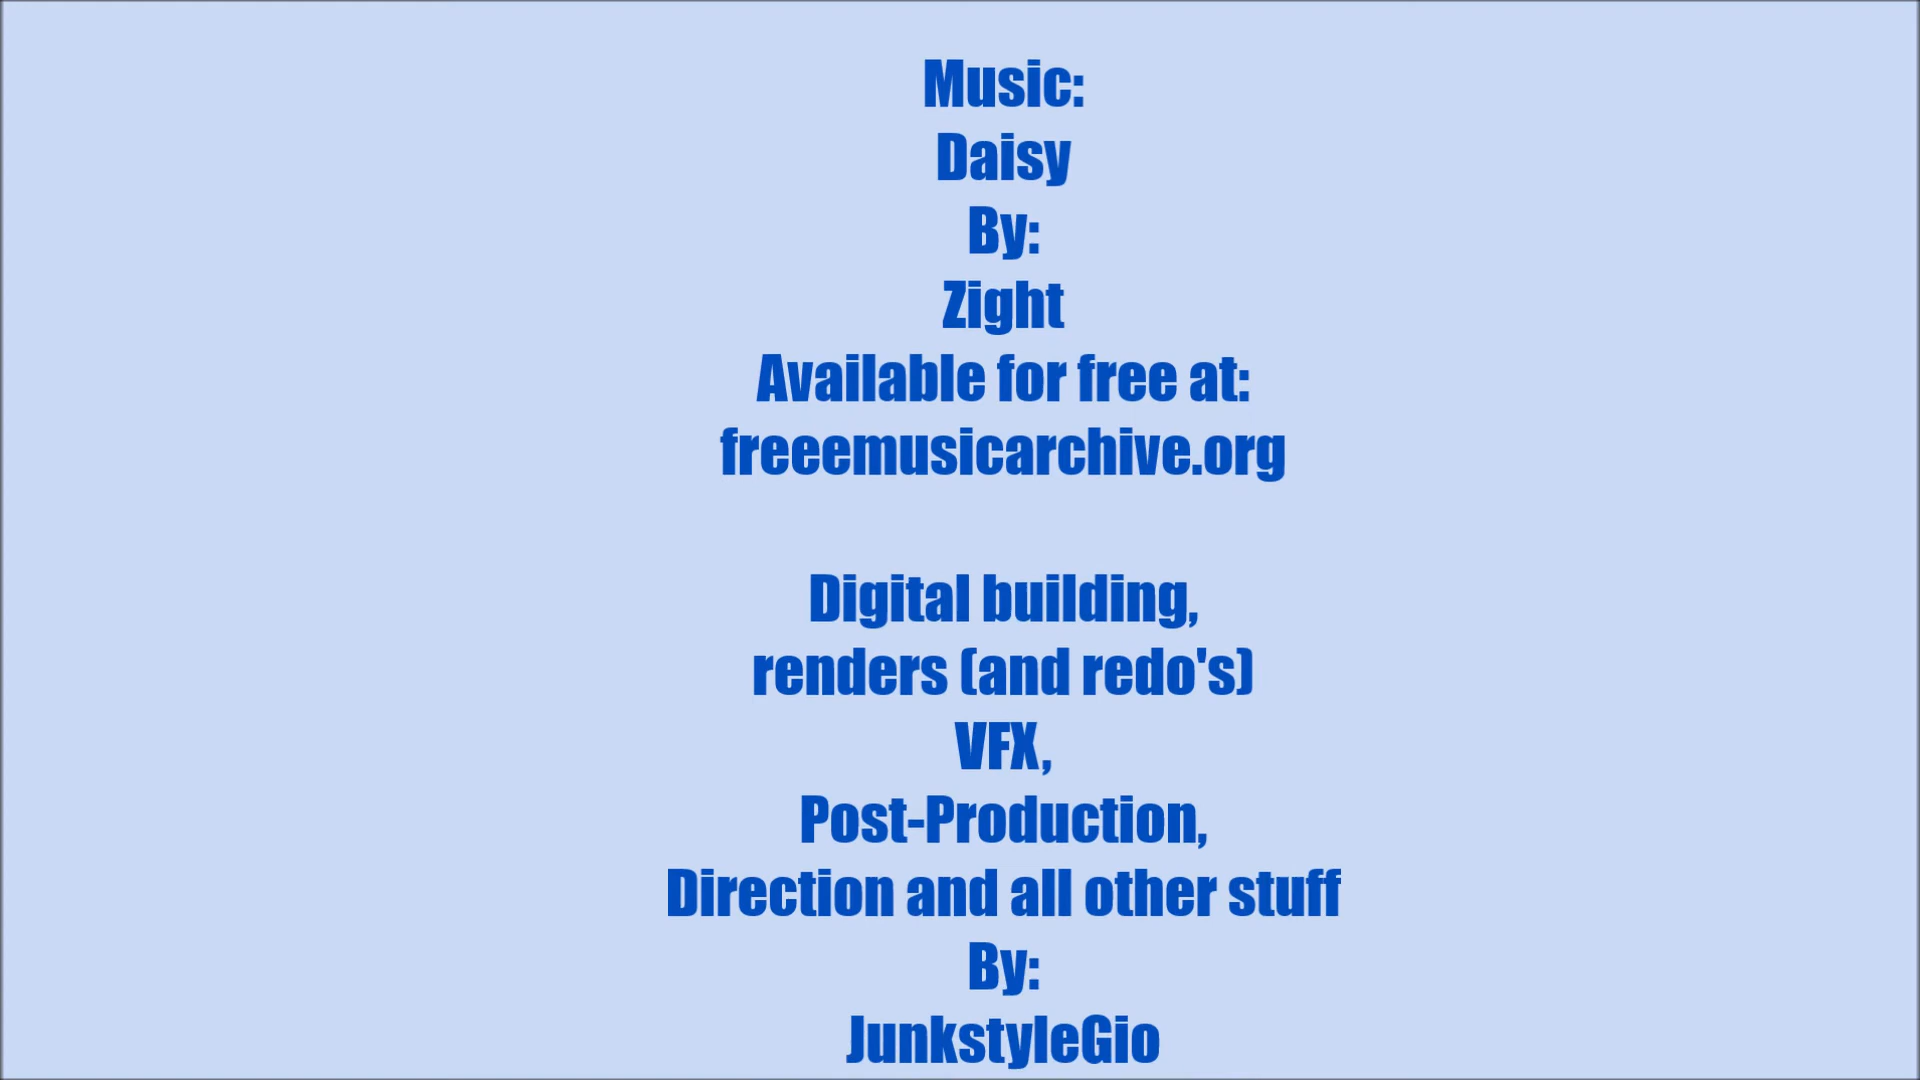 Music:
Daisy
By:
Zight
Available for free at:
freeemusicarchive.org
Digital building,
renders (and redo's)
VFX,
Post-Production,
Direction and all other stuff
By:
JunkstyleGio